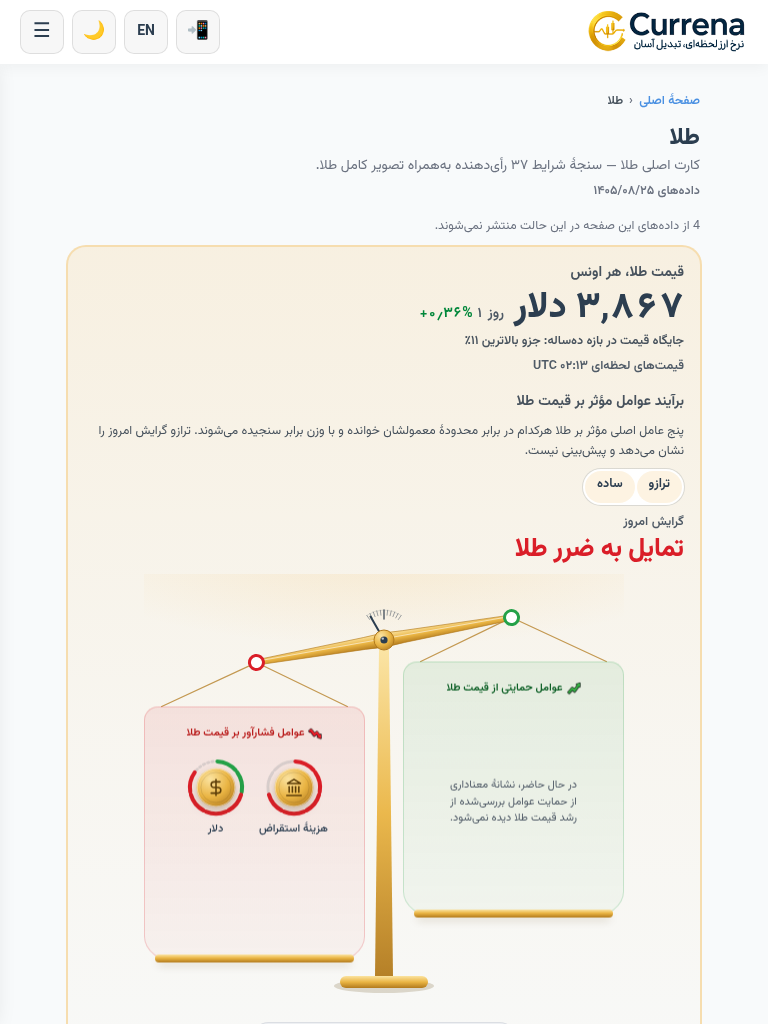 Currena
نرخ ارز لحظه‌ای، تبدیل آسان
EN
صفحهٔ اصلی › طلا
طلا
کارت اصلی طلا — سنجهٔ شرایط ۳۷ رأی‌دهنده به‌همراه تصویر کامل طلا.
داده‌های ۱۴۰۵/۰۸/۲۵
4 از داده‌های این صفحه در این حالت منتشر نمی‌شوند.
قیمت طلا، هر اونس
۳,۸۶۷ دلار روز ۱ +۰٫۳۶%
جایگاه قیمت در بازه ده‌ساله: جزو بالاترین ۱۱٪
قیمت‌های لحظه‌ای ۰۲:۱۳ UTC
برآیند عوامل مؤثر بر قیمت طلا
پنج عامل اصلی مؤثر بر طلا هرکدام در برابر محدودهٔ معمولشان خوانده و با وزن برابر سنجیده می‌شوند. ترازو گرایش امروز را
نشان می‌دهد و پیش‌بینی نیست.
ترازو
ساده
گرایش امروز
تمایل به ضرر طلا
عوامل حمایتی از قیمت طلا
در حال حاضر، نشانهٔ معناداری
از حمایت عوامل بررسی‌شده از
رشد قیمت طلا دیده نمی‌شود.
عوامل فشارآور بر قیمت طلا
هزینهٔ استقراض
$
دلار